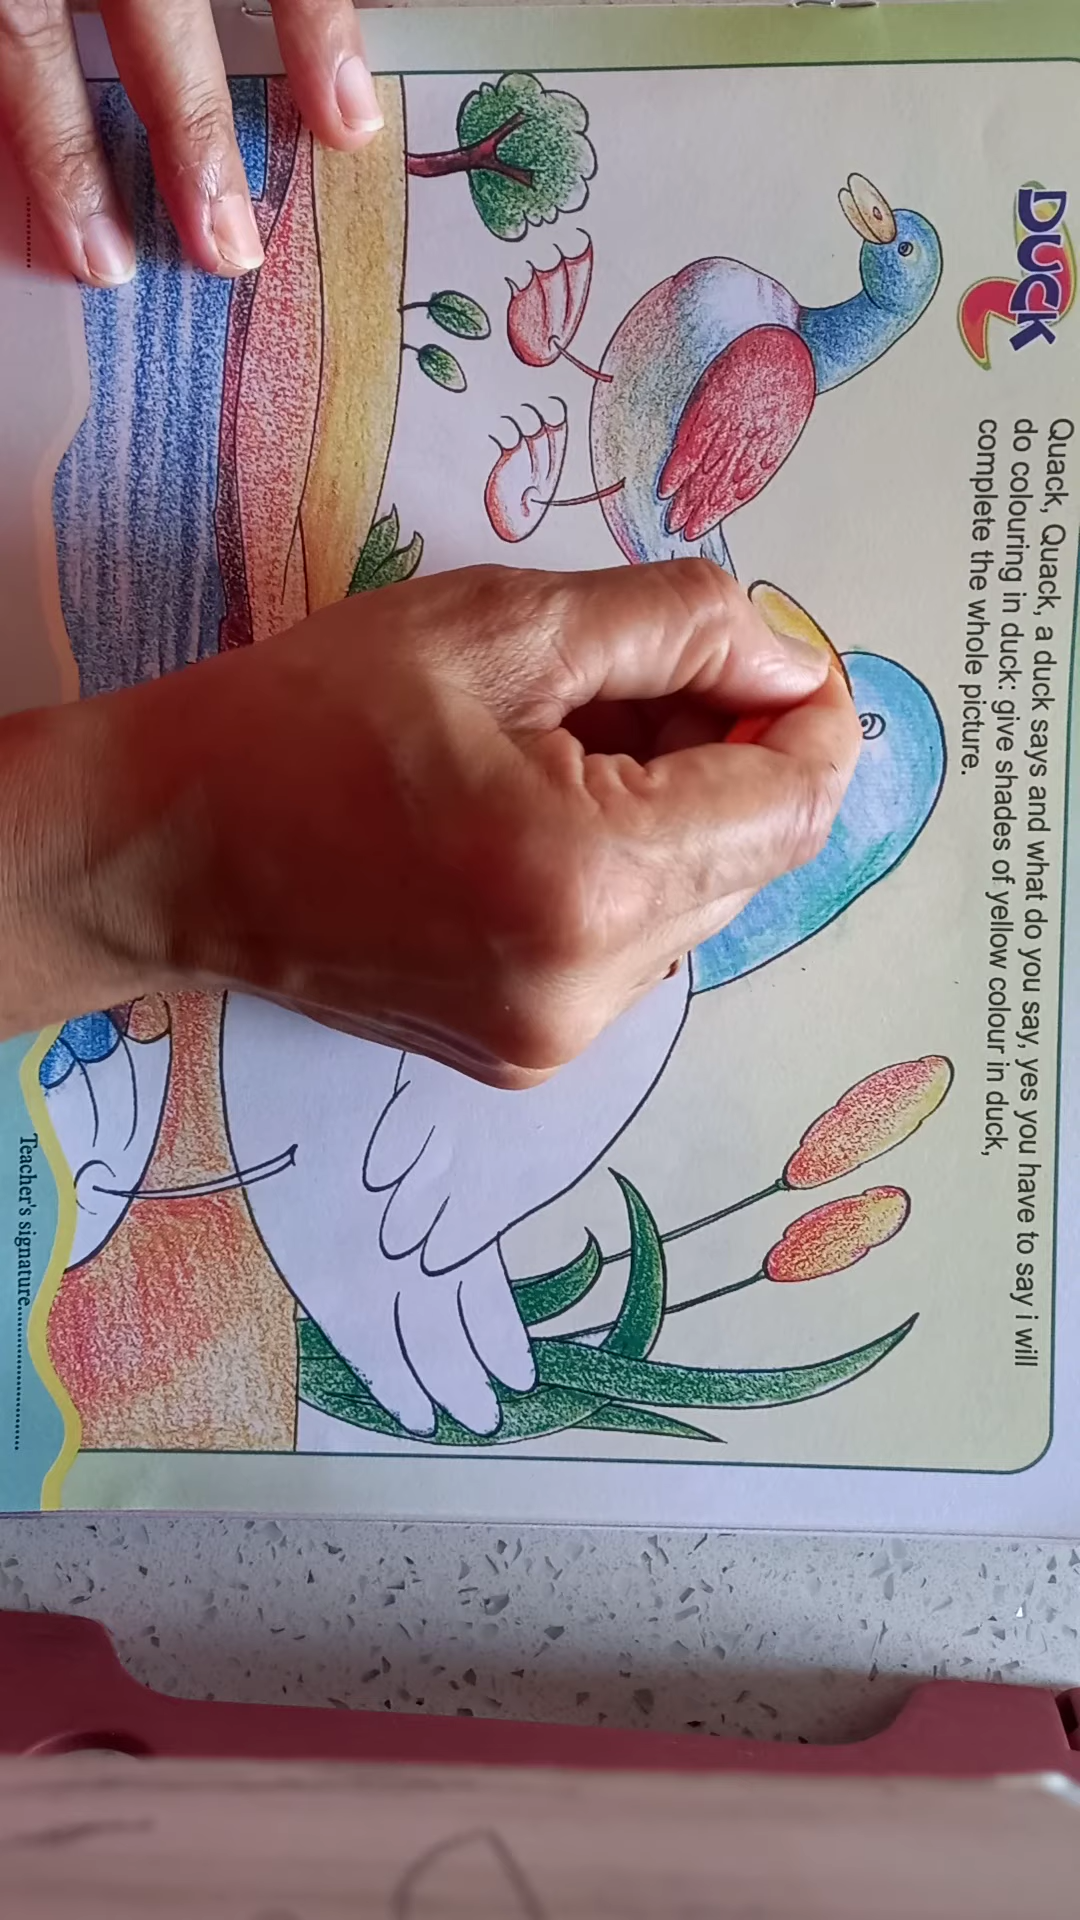 DUCK
Quack, Quack, a duck says and what do you say, yes you have to say i will
do colouring in duck: give shades of yellow colour in duck,
complete the whole picture.
Teacher's signature........................